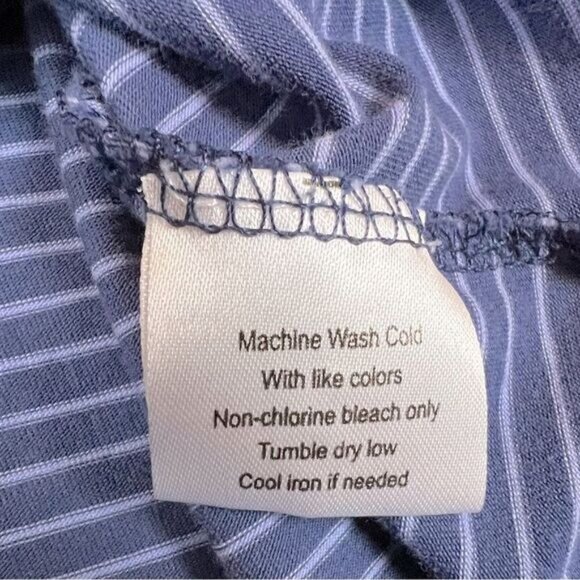 Machine Wash Cold
With like colors
Non-chlorine bleach only
Tumble dry low
Cool iron if needed